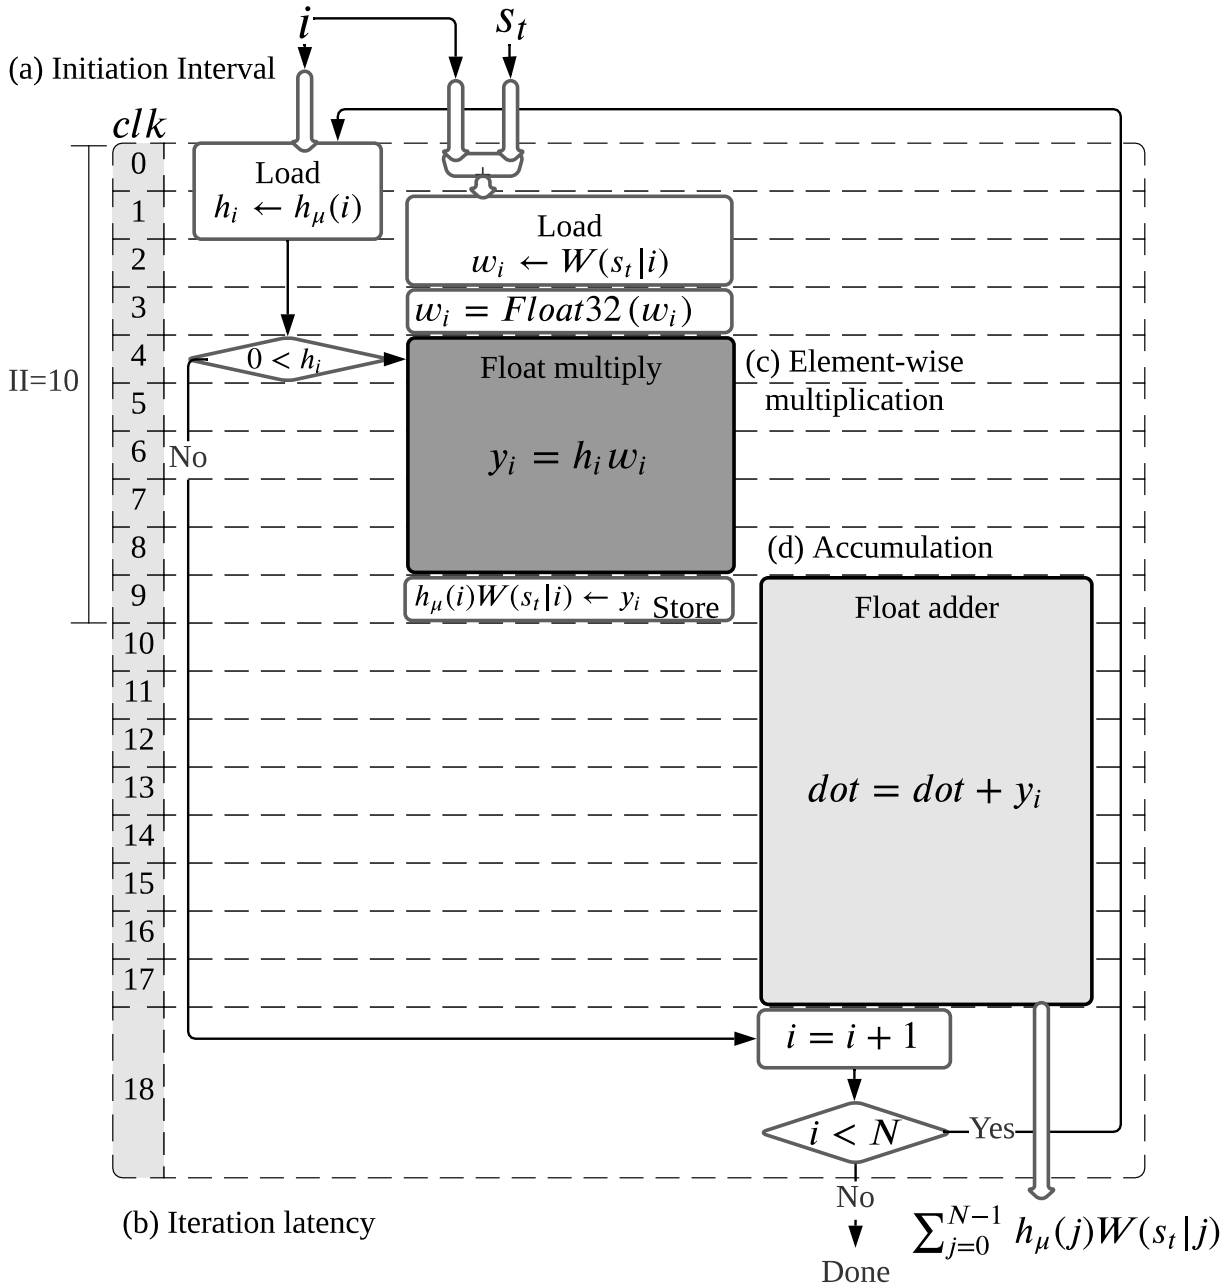 i
s_t
(a) Initiation Interval
clk
0
Load
h_i ← h_μ(i)
1
Load
w_i ← W(s_t|i)
2
3
w_i = Float32(w_i)
4
0 < h_i
Float multiply
(c) Element-wise
multiplication
II=10
5
6
No
y_i = h_i w_i
7
8
(d) Accumulation
9
h_μ(i)W(s_t|i) ← y_i Store
Float adder
10
11
12
13
dot = dot + y_i
14
15
16
17
i = i + 1
18
i < N
Yes
No
(b) Iteration latency
∑_{j=0}^{N-1} h_μ(j)W(s_t|j)
Done